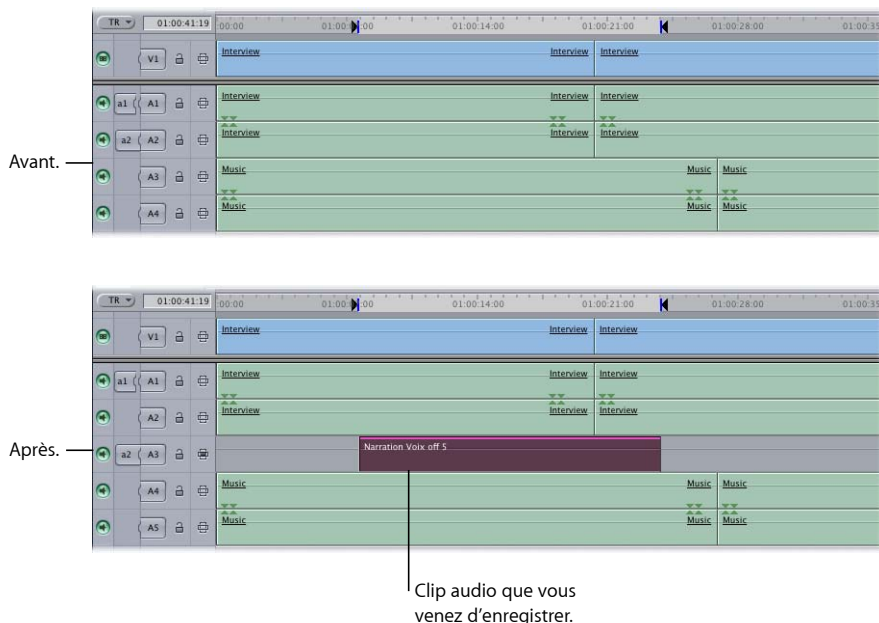 TR 01:00:41:19 00:00 01:00: :00 01:00:14:00 01:00:21:00 01:00:28:00 01:00:35
V1 Interview Interview Interview
a1 A1 Interview Interview Interview
a2 A2 Interview Interview Interview
Avant.
A3 Music Music Music
A4 Music Music Music
TR 01:00:41:19 :00:00 01:00: :00 01:00:14:00 01:00:21:00 01:00:28:00 01:00:35
V1 Interview Interview Interview
a1 A1 Interview Interview Interview
A2 Interview Interview Interview
Après.
a2 A3 Narration Voix off 5
A4 Music Music Music
A5 Music Music Music
Clip audio que vous
venez d'enregistrer.